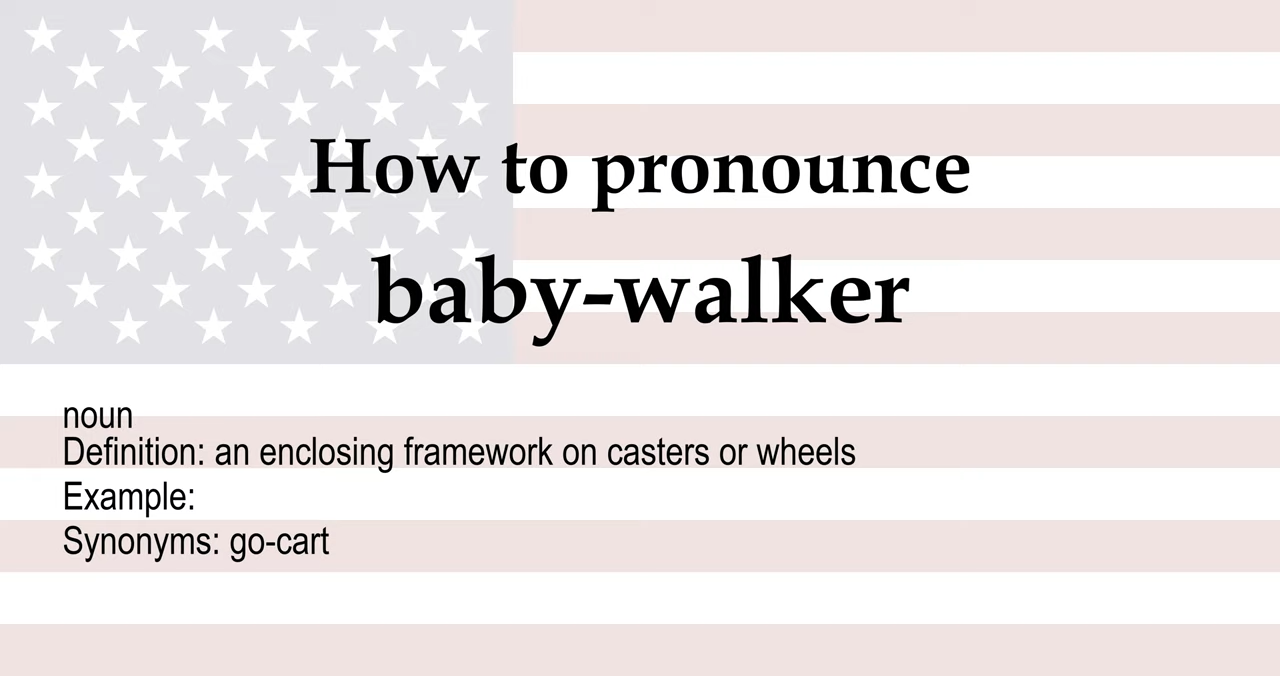 How to pronounce
baby-walker
noun
Definition: an enclosing framework on casters or wheels
Example:
Synonyms: go-cart